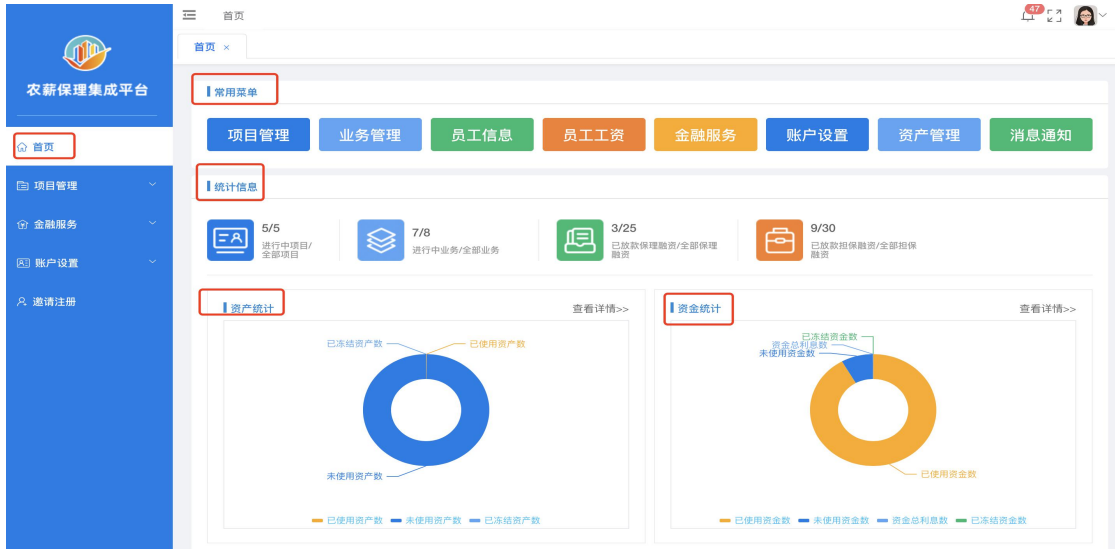 首页
47
农薪保理集成平台
首页 ×
首页
项目管理
金融服务
账户设置
邀请注册
常用菜单
项目管理 业务管理 员工信息 员工工资 金融服务 账户设置 资产管理 消息通知
统计信息
5/5
进行中项目/
全部项目
7/8
进行中业务/全部业务
3/25
已放款保理融资/全部保理
融资
9/30
已放款担保融资/全部担保
融资
资产统计 查看详情>>
已冻结资产数 已使用资产数
未使用资产数
已使用资产数 未使用资产数 已冻结资产数
资金统计 查看详情>>
已冻结资金数
资金总利息数
未使用资金数
已使用资金数
已使用资金数 未使用资金数 资金总利息数 已冻结资金数